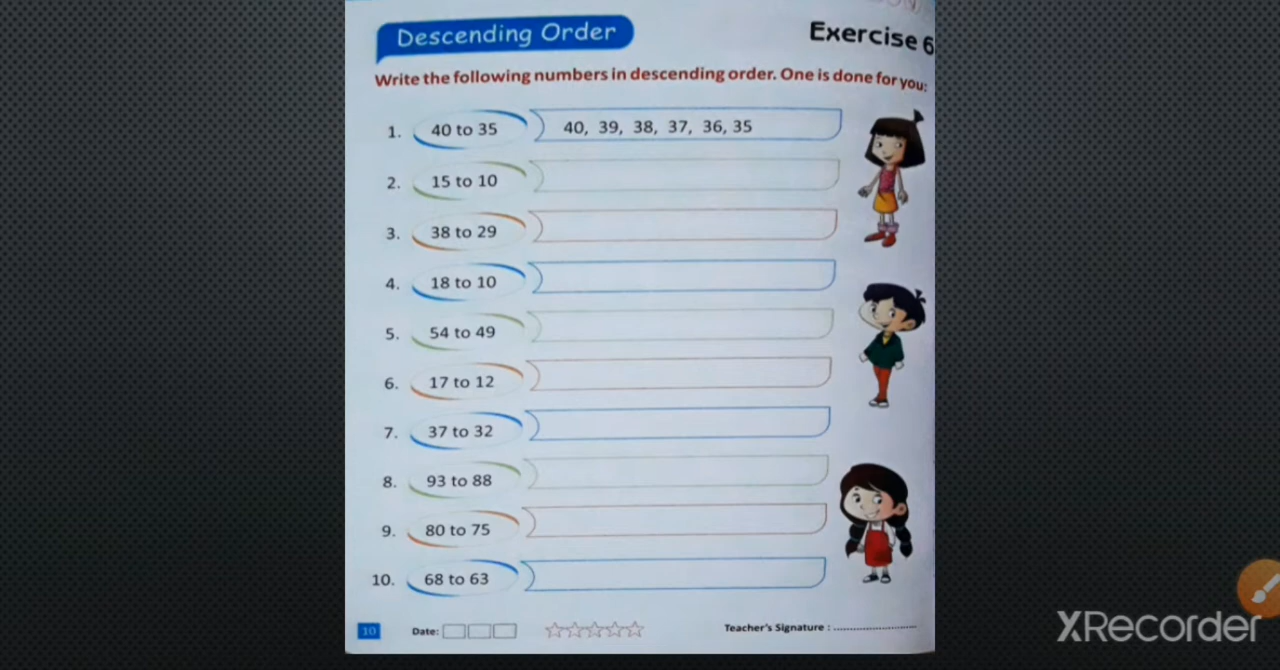 Descending Order
Exercise 6
Write the following numbers in descending order. One is done for you:
1. 40 to 35 40, 39, 38, 37, 36, 35
2. 15 to 10
3. 38 to 29
4. 18 to 10
5. 54 to 49
6. 17 to 12
7. 37 to 32
8. 93 to 88
9. 80 to 75
10. 68 to 63
10 Date: Teacher's Signature : ........................
XRecorder